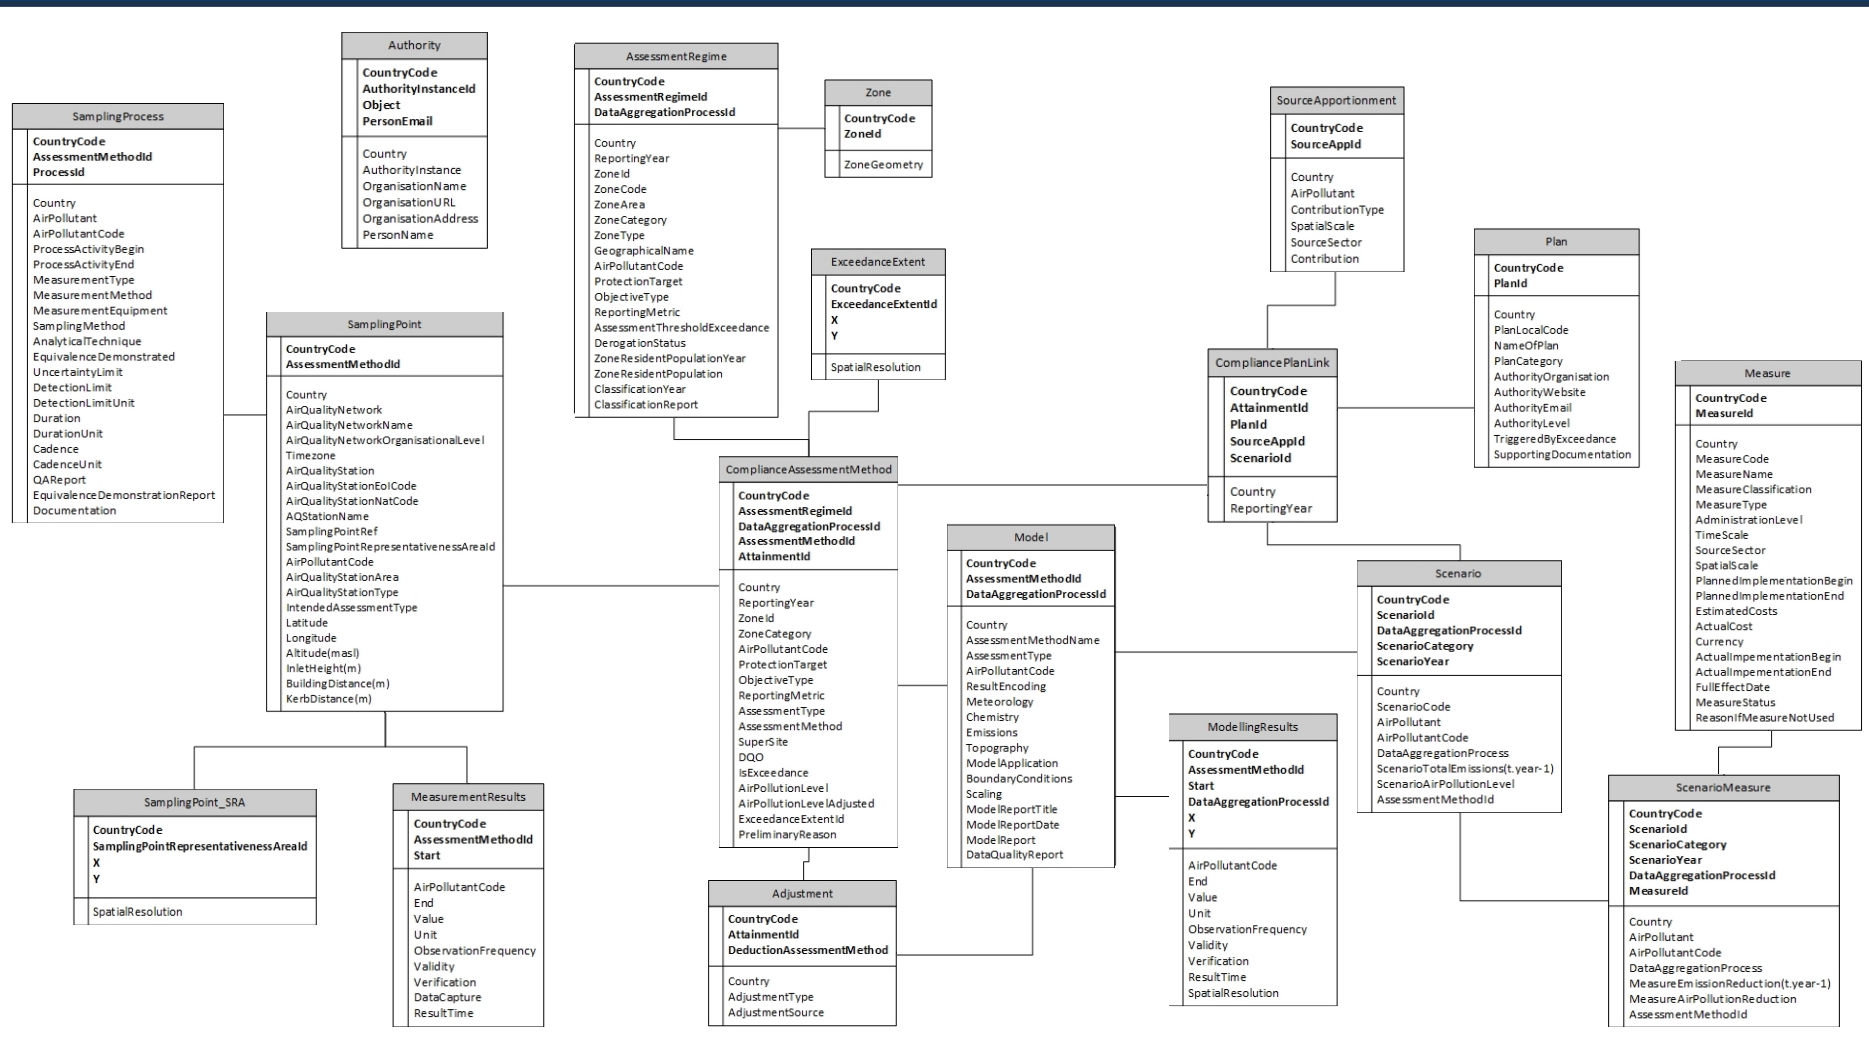 Authority
CountryCode
AuthorityInstanceId
Object
PersonEmail
Country
AuthorityInstance
OrganisationName
OrganisationURL
OrganisationAddress
PersonName
AssessmentRegime
CountryCode
AssessmentRegimeId
DataAggregationProcessId
Country
ReportingYear
ZoneId
ZoneCode
ZoneArea
ZoneCategory
ZoneType
GeographicalName
AirPollutantCode
ProtectionTarget
ObjectiveType
ReportingMetric
AssessmentThresholdExceedance
DerogationStatus
ZoneResidentPopulationYear
ZoneResidentPopulation
ClassificationYear
ClassificationReport
Zone
CountryCode
ZoneId
ZoneGeometry
SourceApportionment
CountryCode
SourceAppId
Country
AirPollutant
ContributionType
SpatialScale
SourceSector
Contribution
SamplingProcess
CountryCode
AssessmentMethodId
ProcessId
Country
AirPollutant
AirPollutantCode
ProcessActivityBegin
ProcessActivityEnd
MeasurementType
MeasurementMethod
MeasurementEquipment
SamplingMethod
AnalyticalTechnique
EquivalenceDemonstrated
UncertaintyLimit
DetectionLimit
DetectionLimitUnit
Duration
DurationUnit
Cadence
CadenceUnit
QAReport
EquivalenceDemonstrationReport
Documentation
Plan
CountryCode
PlanId
Country
PlanLocalCode
NameOfPlan
PlanCategory
AuthorityOrganisation
AuthorityWebsite
AuthorityEmail
AuthorityLevel
TriggeredByExceedance
SupportingDocumentation
ExceedanceExtent
CountryCode
ExceedanceExtentId
X
Y
SpatialResolution
SamplingPoint
CountryCode
AssessmentMethodId
Country
AirQualityNetwork
AirQualityNetworkName
AirQualityNetworkOrganisationalLevel
Timezone
AirQualityStation
AirQualityStationEoICode
AirQualityStationNatCode
AQStationName
SamplingPointRef
SamplingPointRepresentativenessAreaId
AirPollutantCode
AirQualityStationArea
AirQualityStationType
IntendedAssessmentType
Latitude
Longitude
Altitude(masl)
InletHeight(m)
BuildingDistance(m)
KerbDistance(m)
CompliancePlanLink
CountryCode
AttainmentId
PlanId
SourceAppId
ScenarioId
Country
ReportingYear
Measure
CountryCode
MeasureId
Country
MeasureCode
MeasureName
MeasureClassification
MeasureType
AdministrationLevel
TimeScale
SourceSector
SpatialScale
PlannedImplementationBegin
PlannedImplementationEnd
EstimatedCosts
ActualCost
Currency
ActualImpementationBegin
ActualImpementationEnd
FullEffectDate
MeasureStatus
ReasonIfMeasureNotUsed
ComplianceAssessmentMethod
CountryCode
AssessmentRegimeId
DataAggregationProcessId
AssessmentMethodId
AttainmentId
Country
ReportingYear
ZoneId
ZoneCategory
AirPollutantCode
ProtectionTarget
ObjectiveType
ReportingMetric
AssessmentType
AssessmentMethod
SuperSite
DQO
IsExceedance
AirPollutionLevel
AirPollutionLevelAdjusted
ExceedanceExtentId
PreliminaryReason
Model
CountryCode
AssessmentMethodId
DataAggregationProcessId
Country
AssessmentMethodName
AssessmentType
AirPollutantCode
ResultEncoding
Meteorology
Chemistry
Emissions
Topography
ModelApplication
BoundaryConditions
Scaling
ModelReportTitle
ModelReportDate
ModelReport
DataQualityReport
Scenario
CountryCode
ScenarioId
DataAggregationProcessId
ScenarioCategory
ScenarioYear
Country
ScenarioCode
AirPollutant
AirPollutantCode
DataAggregationProcess
ScenarioTotalEmissions(t.year-1)
ScenarioAirPollutionLevel
AssessmentMethodId
ModellingResults
CountryCode
AssessmentMethodId
Start
DataAggregationProcessId
X
Y
AirPollutantCode
End
Value
Unit
ObservationFrequency
Validity
Verification
ResultTime
SpatialResolution
SamplingPoint_SRA
CountryCode
SamplingPointRepresentativenessAreaId
X
Y
SpatialResolution
MeasurementResults
CountryCode
AssessmentMethodId
Start
AirPollutantCode
End
Value
Unit
ObservationFrequency
Validity
Verification
DataCapture
ResultTime
Adjustment
CountryCode
AttainmentId
DeductionAssessmentMethod
Country
AdjustmentType
AdjustmentSource
ScenarioMeasure
CountryCode
ScenarioId
ScenarioCategory
ScenarioYear
DataAggregationProcessId
MeasureId
Country
AirPollutant
AirPollutantCode
DataAggregationProcess
MeasureEmissionReduction(t.year-1)
MeasureAirPollutionReduction
AssessmentMethodId